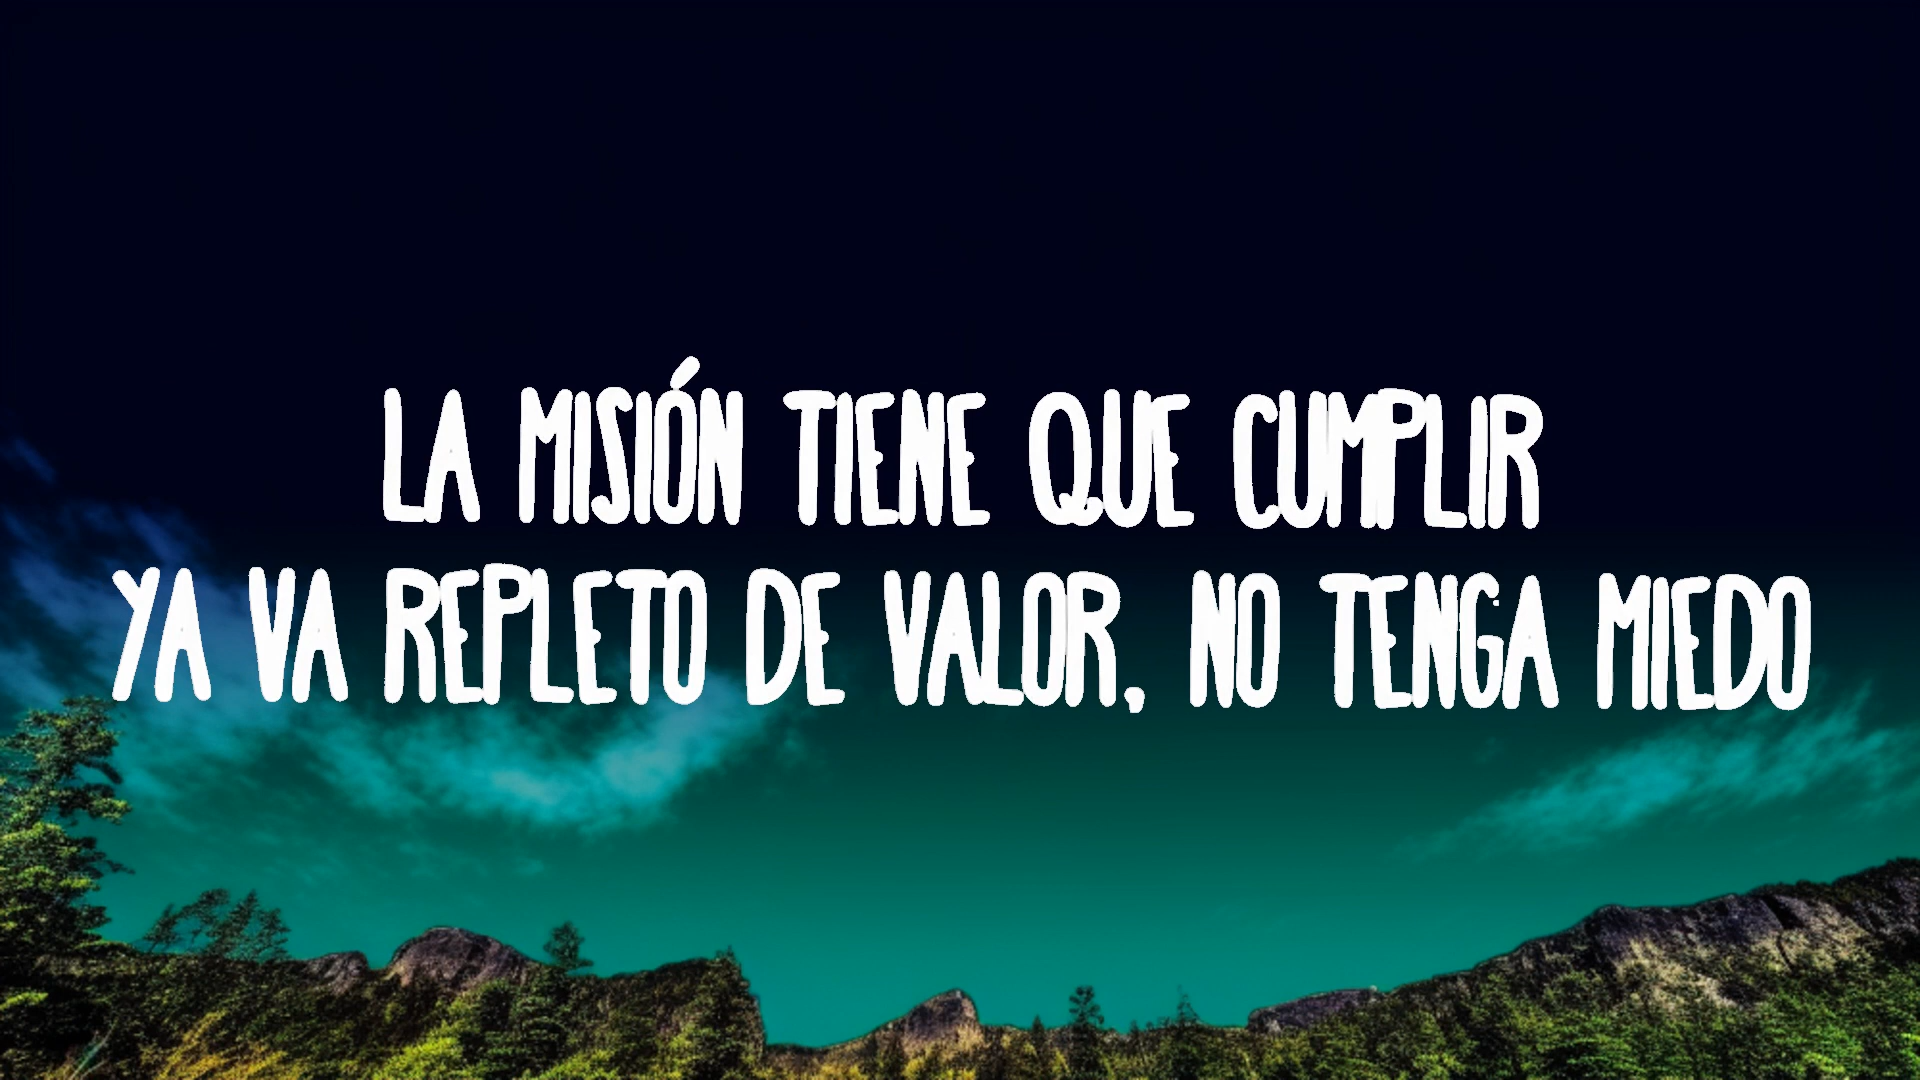 LA MISIÓN TIENE QUE CUMPLIR
YA VA REPLETO DE VALOR, NO TENGA MIEDO